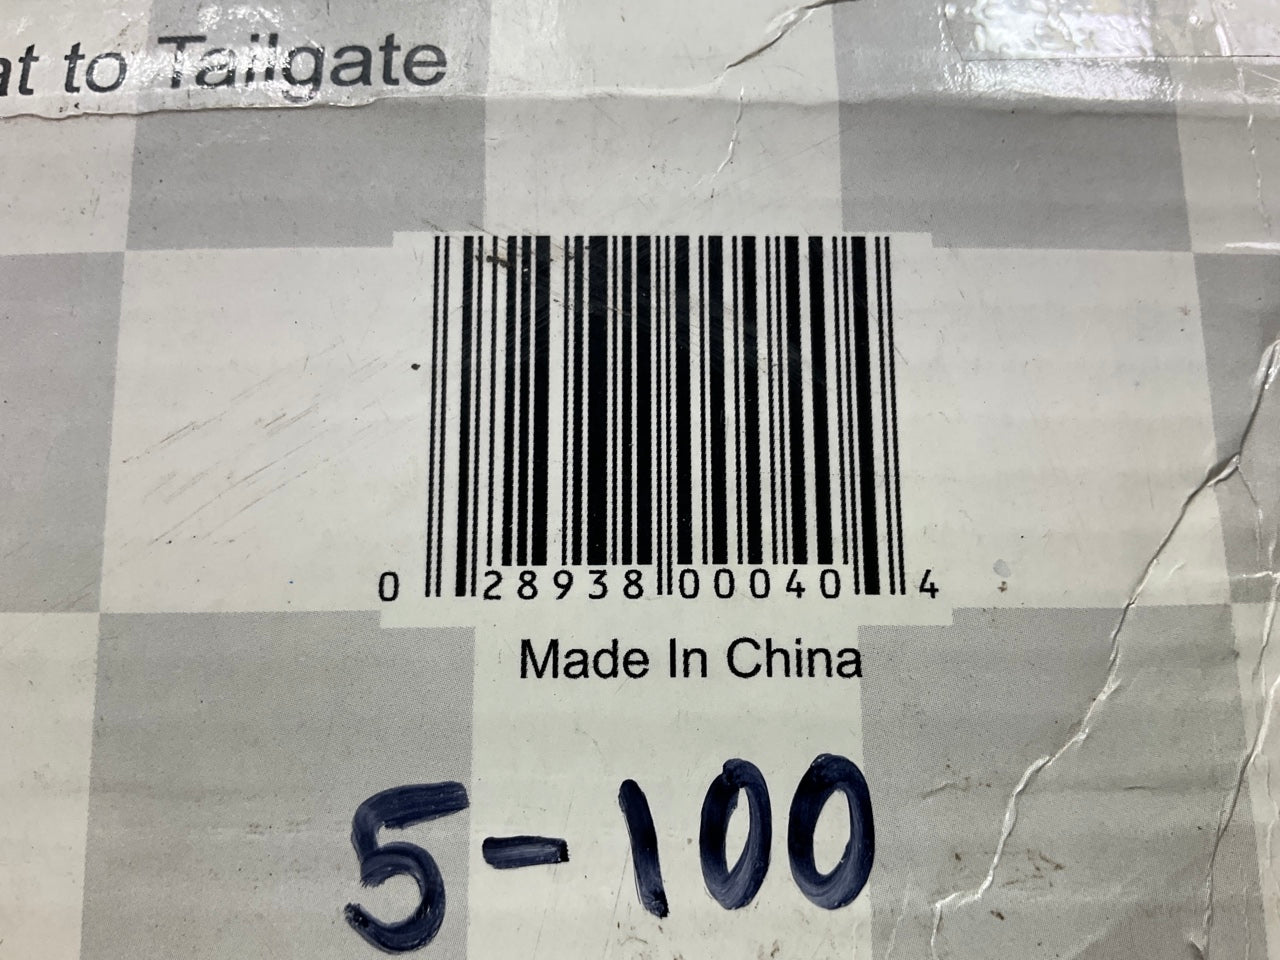 at to Tailgate
0 28938 00040 4
Made In China
5-100